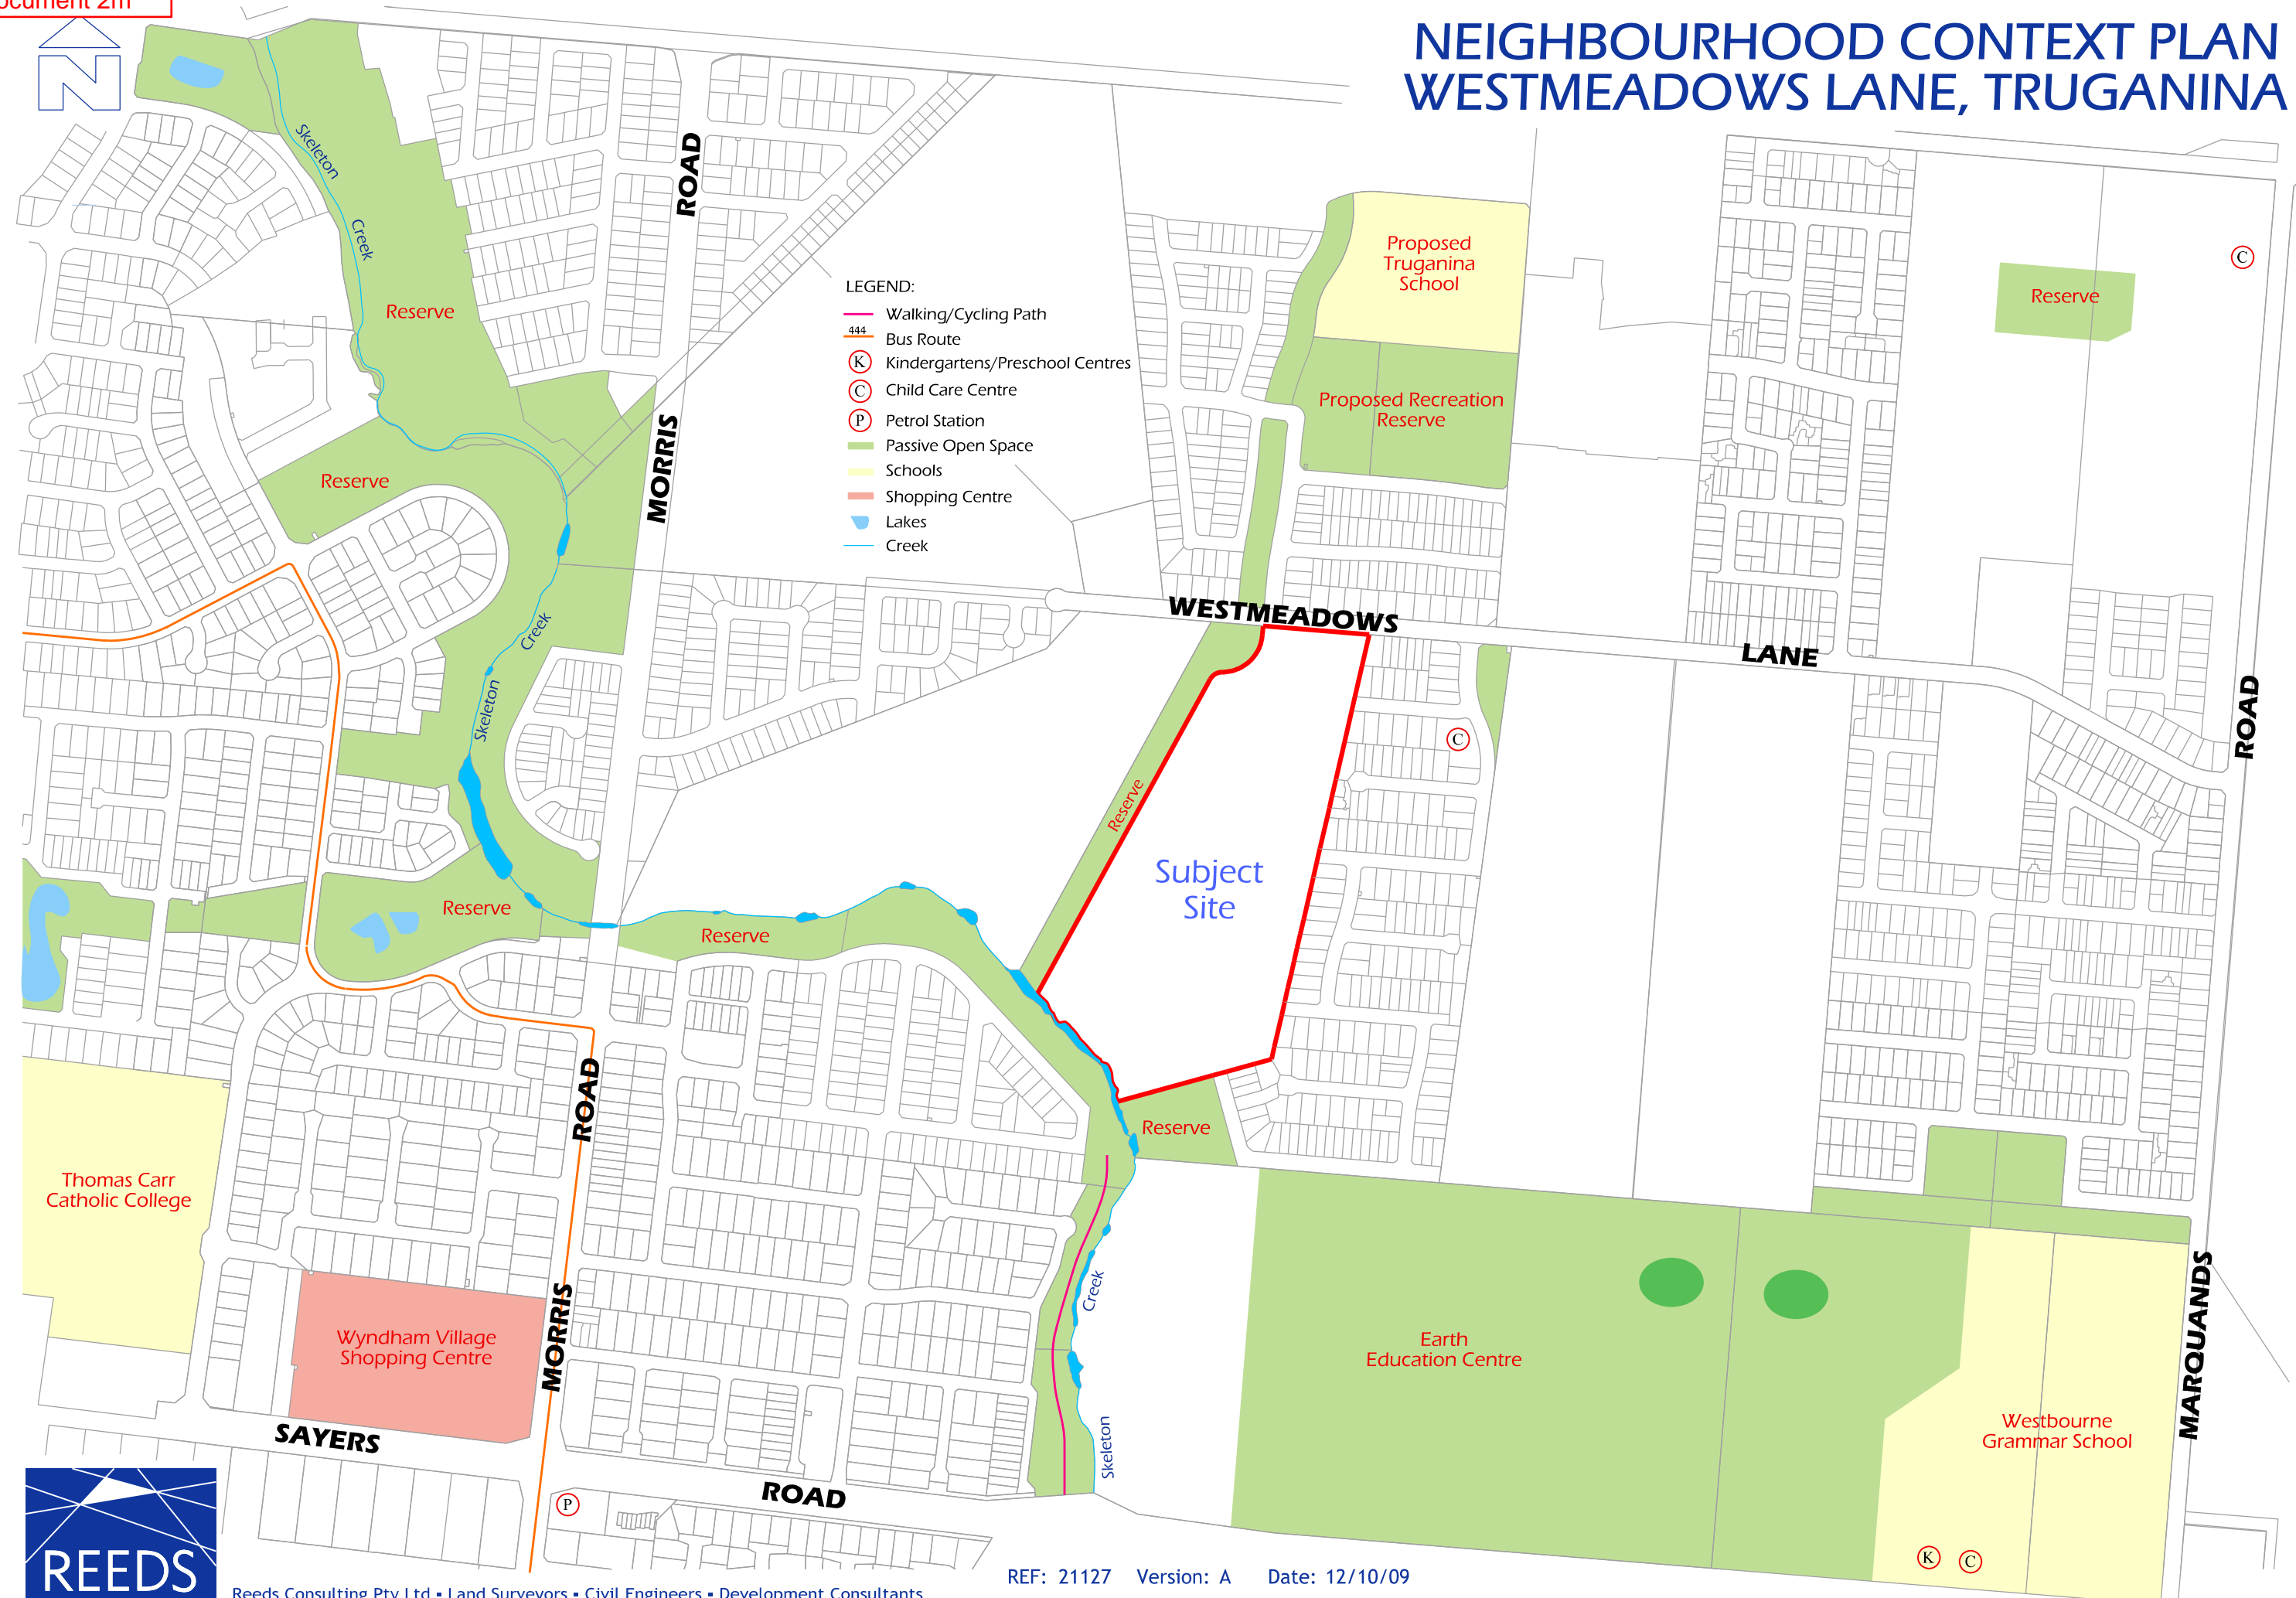 ocument 2m
NEIGHBOURHOOD CONTEXT PLAN
WESTMEADOWS LANE, TRUGANINA
N
Skeleton
Creek
ROAD
Reserve
Reserve
MORRIS
LEGEND:
Walking/Cycling Path
444
Bus Route
K
Kindergartens/Preschool Centres
C
Child Care Centre
P
Petrol Station
Passive Open Space
Schools
Shopping Centre
Lakes
Creek
Proposed
Truganina
School
Proposed Recreation
Reserve
Reserve
C
WESTMEADOWS
LANE
ROAD
Creek
Skeleton
C
Reserve
Subject
Site
Reserve
Reserve
Reserve
ROAD
Thomas Carr
Catholic College
Wyndham Village
Shopping Centre
MORRIS
Creek
Skeleton
Earth
Education Centre
Westbourne
Grammar School
MARQUANDS
SAYERS
ROAD
P
K
C
REEDS
REF: 21127 Version: A Date: 12/10/09
Reeds Consulting Pty Ltd ▪ Land Surveyors ▪ Civil Engineers ▪ Development Consultants